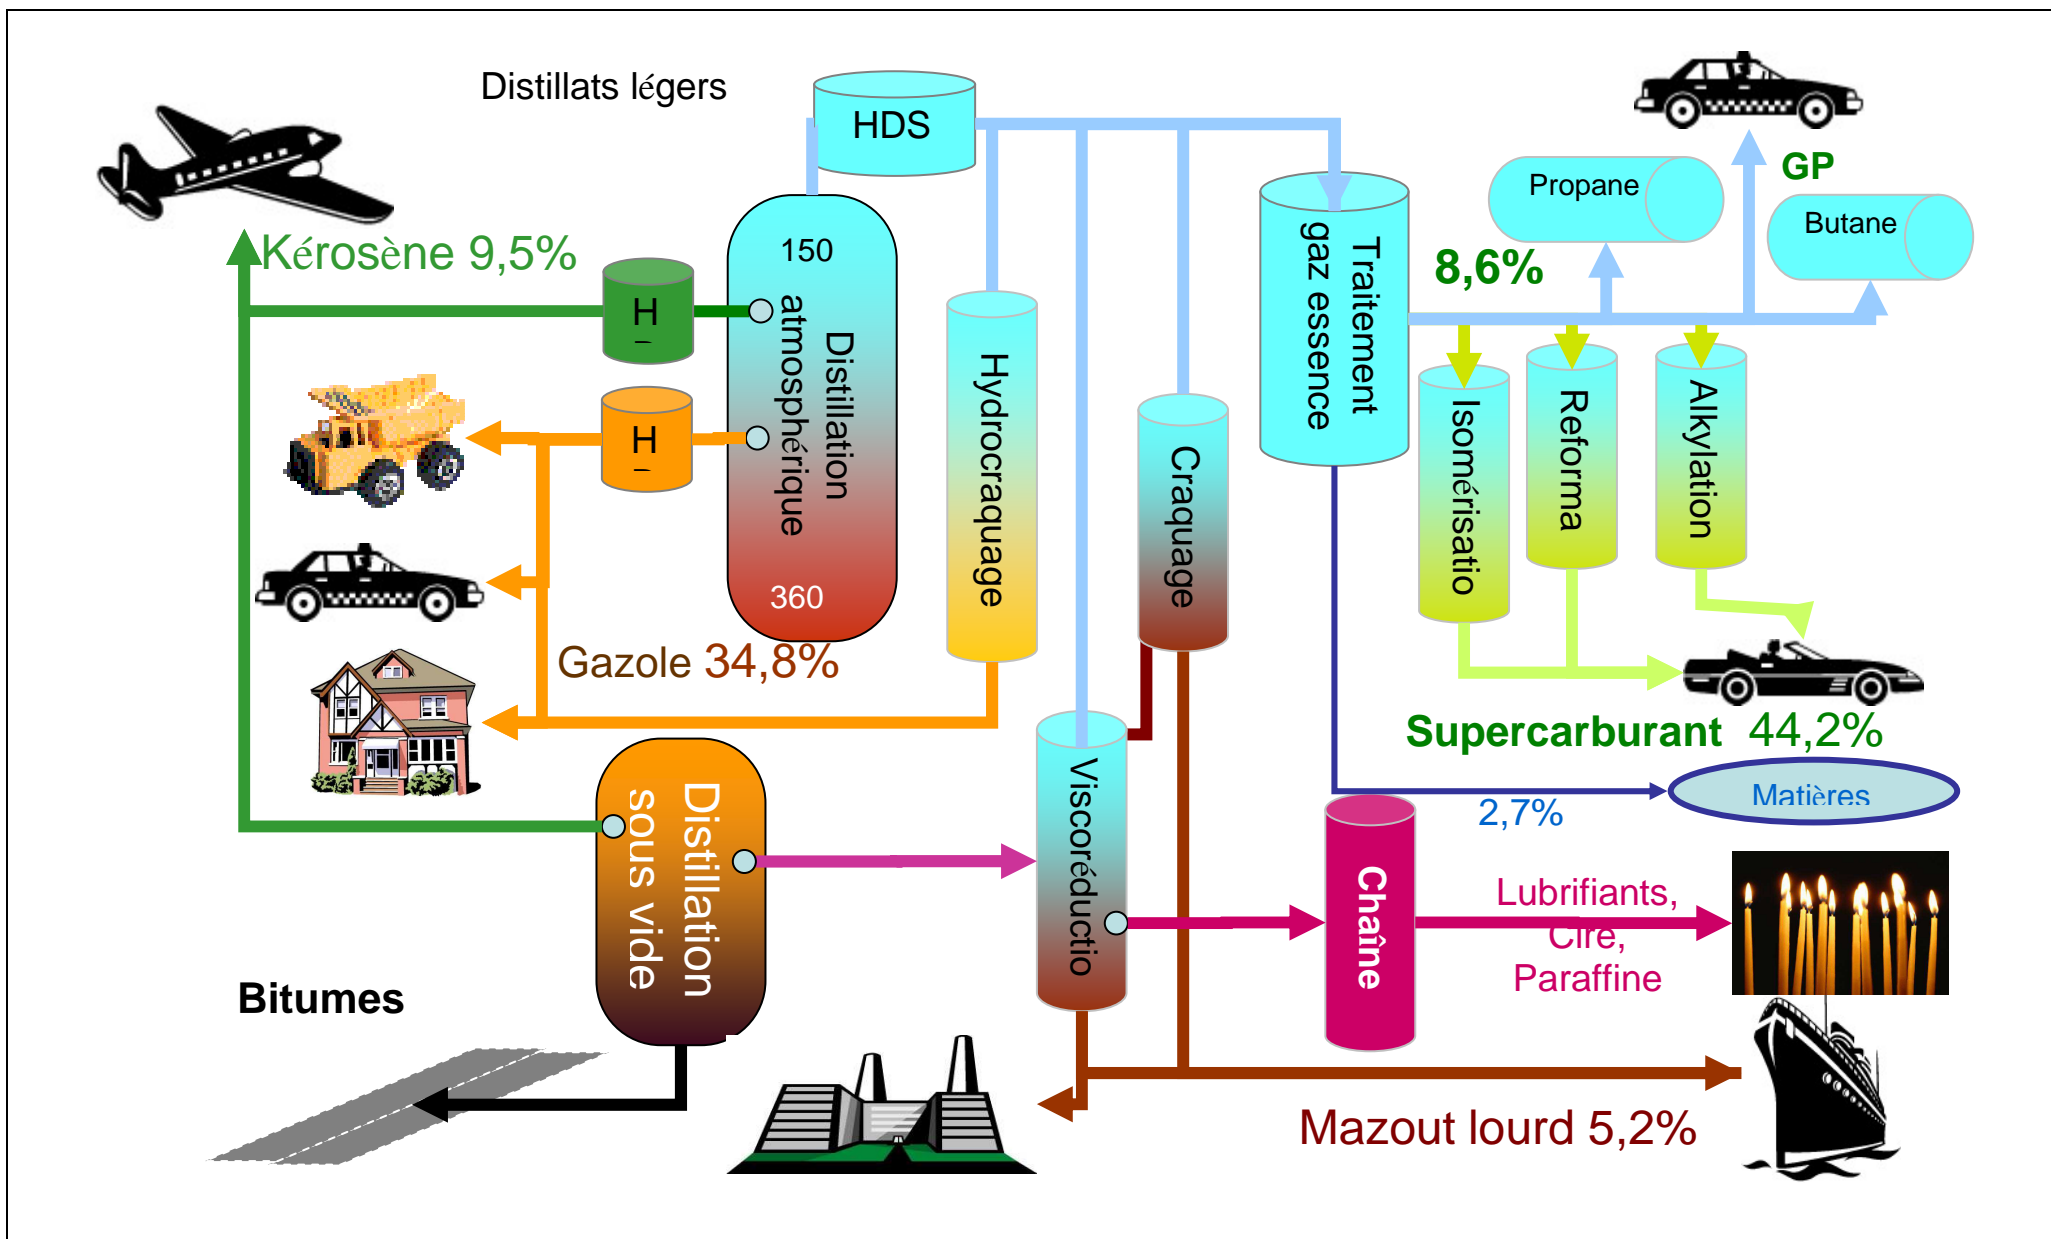 Distillats légers
HDS
GP
Propane
Butane
Kérosène 9,5%
150
8,6%
H
H
Distillation
atmosphérique
360
Hydrocraquage
Craquage
Traitement
gaz essence
Isomérisatio
Reforma
Alkylation
Gazole 34,8%
Supercarburant 44,2%
Matières
2,7%
Distillation
sous vide
Viscoréductio
Chaîne
Lubrifiants,
Cire,
Paraffine
Bitumes
Mazout lourd 5,2%